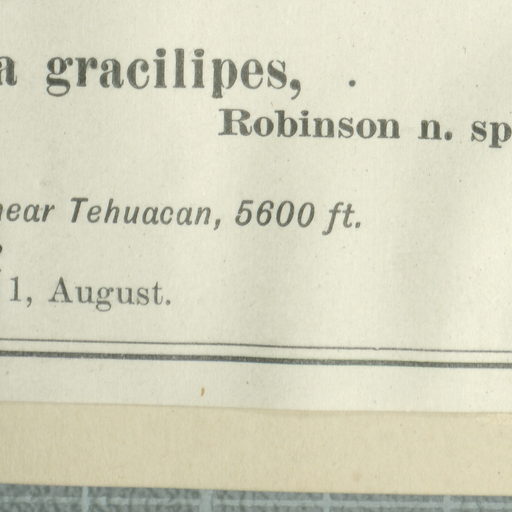 a gracilipes, .
Robinson n. sp
near Tehuacan, 5600 ft.
1, August.